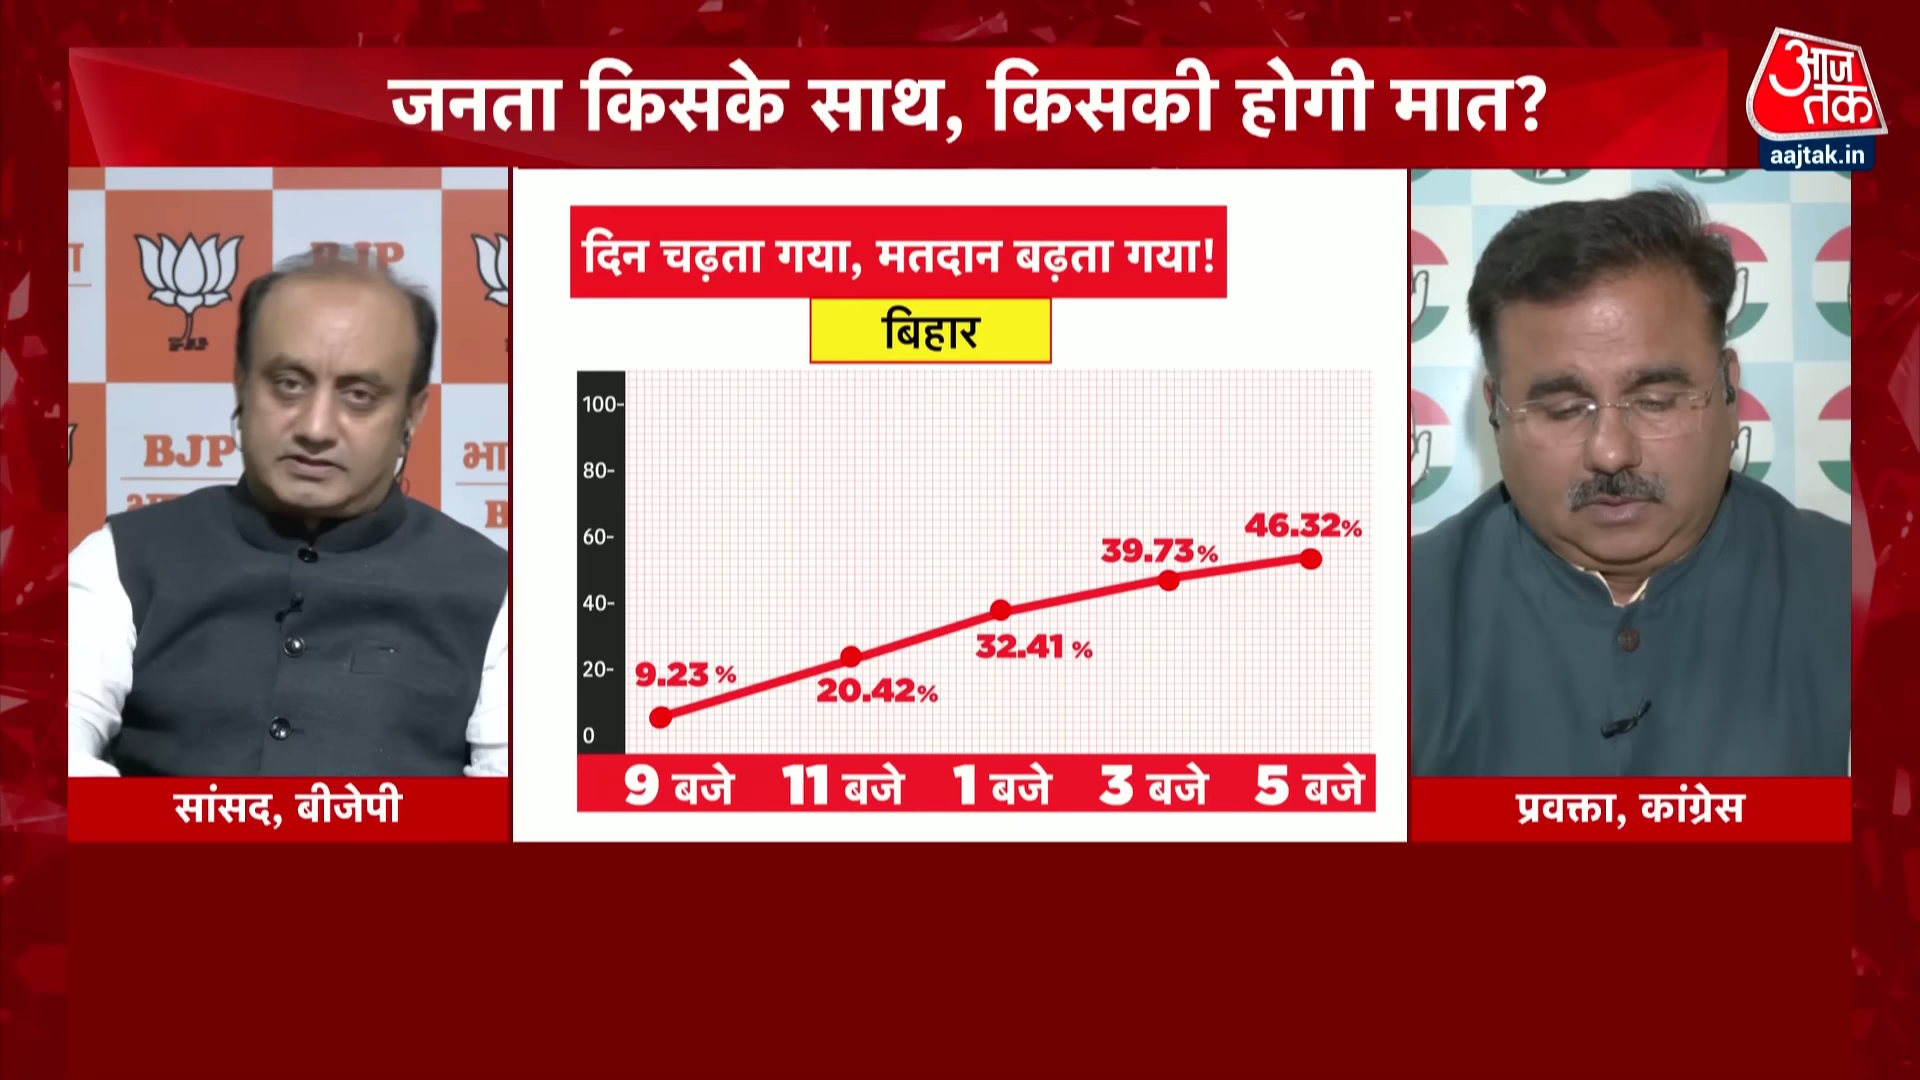 जनता किसके साथ, किसकी होगी मात?
आज
तक
aajtak.in
दिन चढ़ता गया, मतदान बढ़ता गया!
बिहार
BJP
BJP
100-
80-
60-
40-
20-
0
9.23 %
20.42%
32.41 %
39.73%
46.32%
9 बजे 11 बजे 1 बजे 3 बजे 5 बजे
सांसद, बीजेपी
प्रवक्ता, कांग्रेस